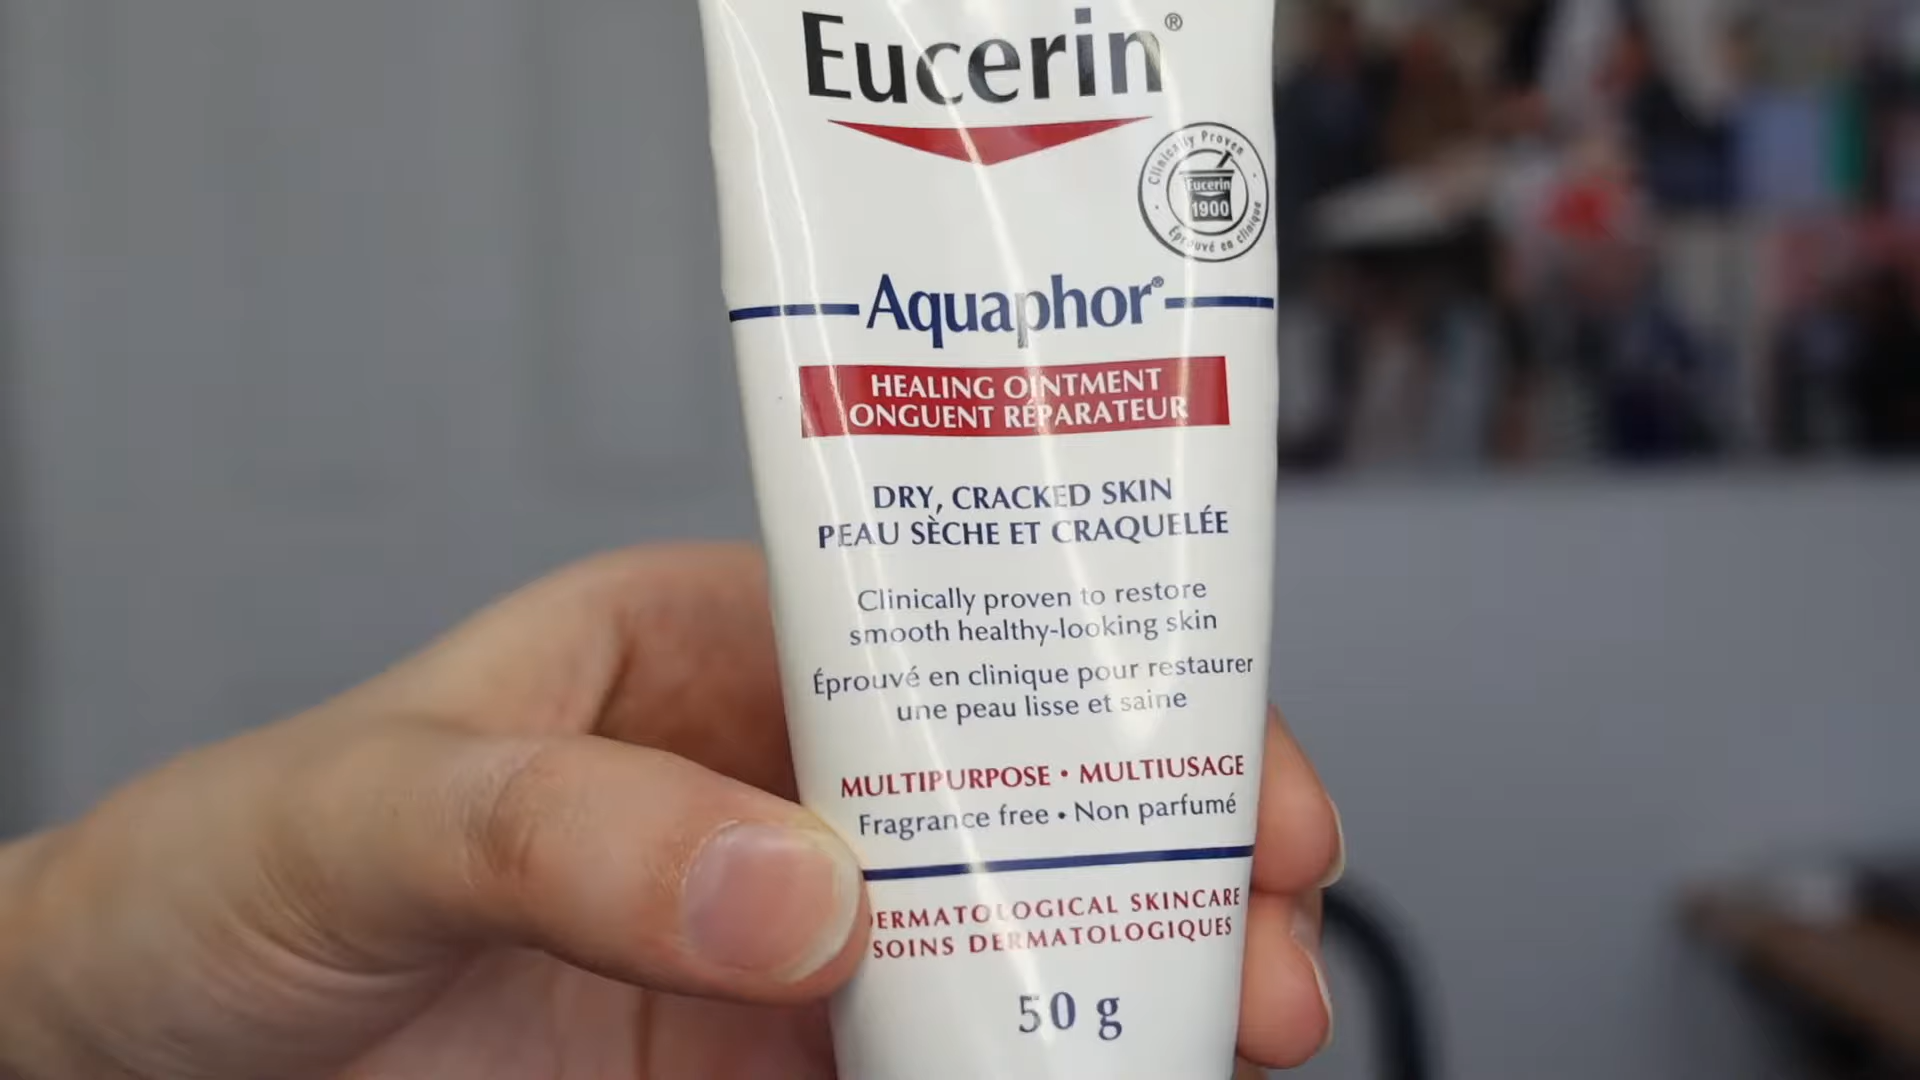 Eucerin®
Clinically Proven
Eucerin
1900
Éprouvé en clinique
Aquaphor®
HEALING OINTMENT
ONGUENT RÉPARATEUR
DRY, CRACKED SKIN
PEAU SÈCHE ET CRAQUELÉE
Clinically proven to restore
smooth healthy-looking skin
Éprouvé en clinique pour restaurer
une peau lisse et saine
MULTIPURPOSE • MULTIUSAGE
Fragrance free • Non parfumé
DERMATOLOGICAL SKINCARE
SOINS DERMATOLOGIQUES
50 g